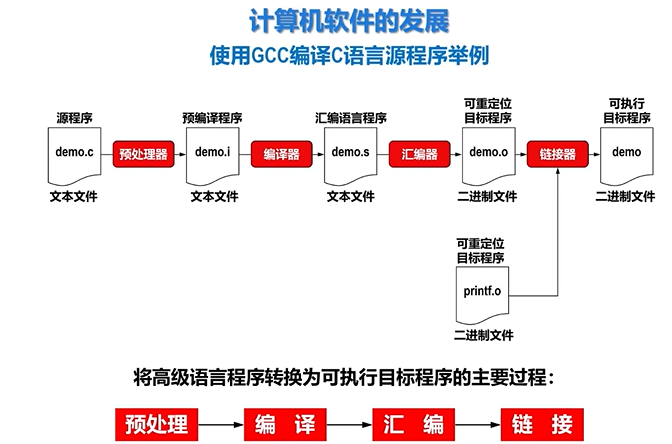 计算机软件的发展
使用GCC编译C语言源程序举例
源程序
demo.c
文本文件
预处理器
预编译程序
demo.i
文本文件
编译器
汇编语言程序
demo.s
文本文件
汇编器
可重定位
目标程序
demo.o
二进制文件
链接器
可执行
目标程序
demo
二进制文件
可重定位
目标程序
printf.o
二进制文件
将高级语言程序转换为可执行目标程序的主要过程：
预处理 编 译 汇 编 链 接